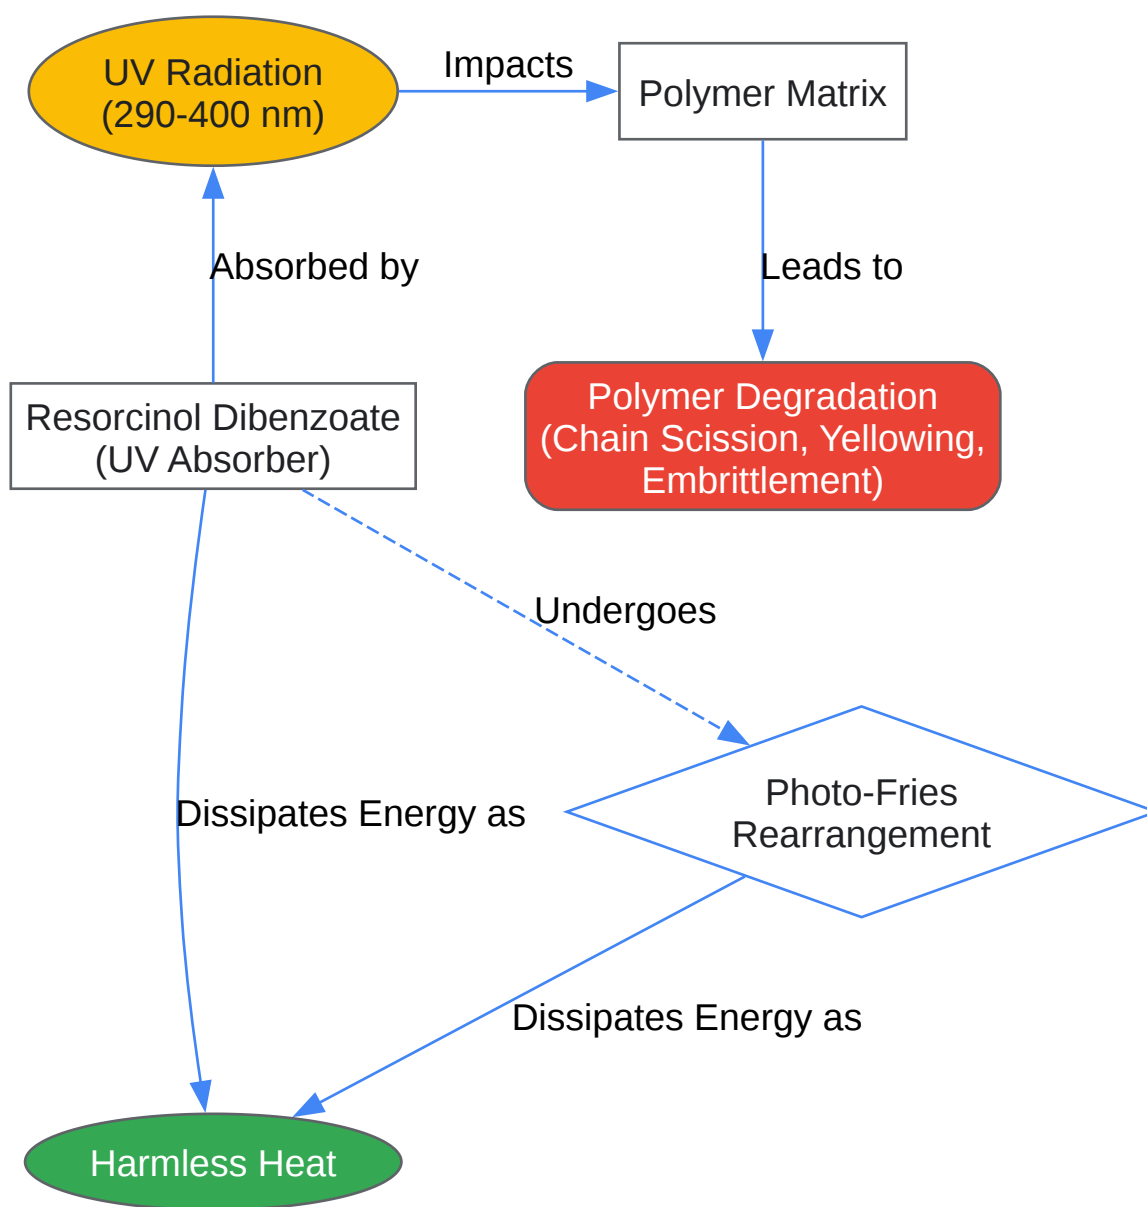 UV Radiation
(290-400 nm)
Impacts
Polymer Matrix
Absorbed by
Leads to
Resorcinol Dibenzoate
(UV Absorber)
Polymer Degradation
(Chain Scission, Yellowing,
Embrittlement)
Undergoes
Dissipates Energy as
Photo-Fries
Rearrangement
Dissipates Energy as
Harmless Heat